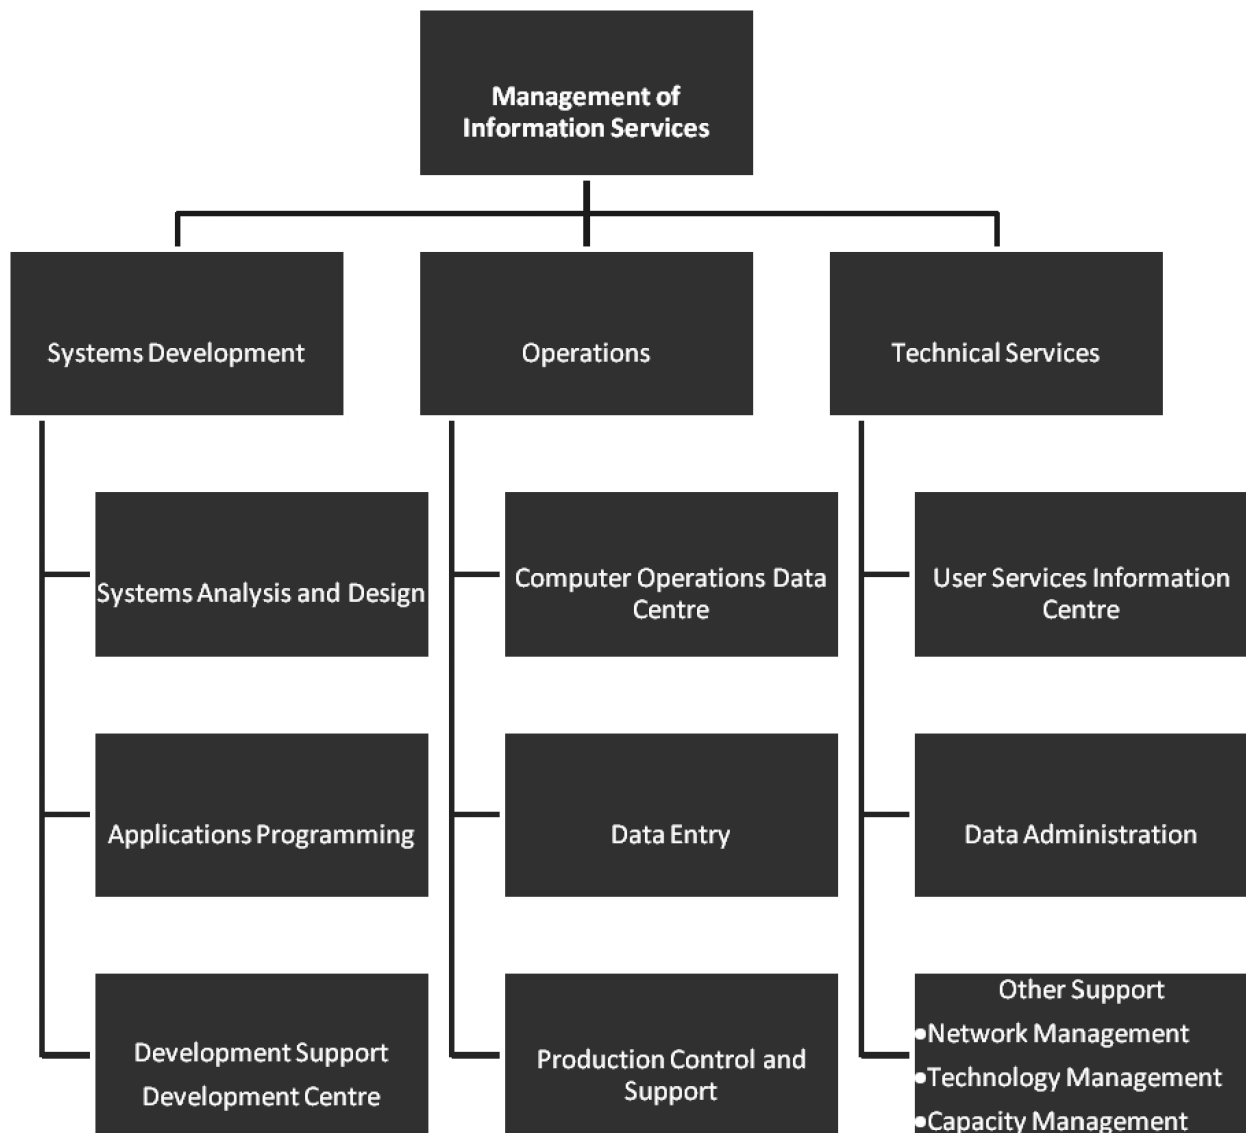 Management of
Information Services
Systems Development
Operations
Technical Services
Systems Analysis and Design
Computer Operations Data
Centre
User Services Information
Centre
Applications Programming
Data Entry
Data Administration
Development Support
Development Centre
Production Control and
Support
Other Support
•Network Management
•Technology Management
•Capacity Management